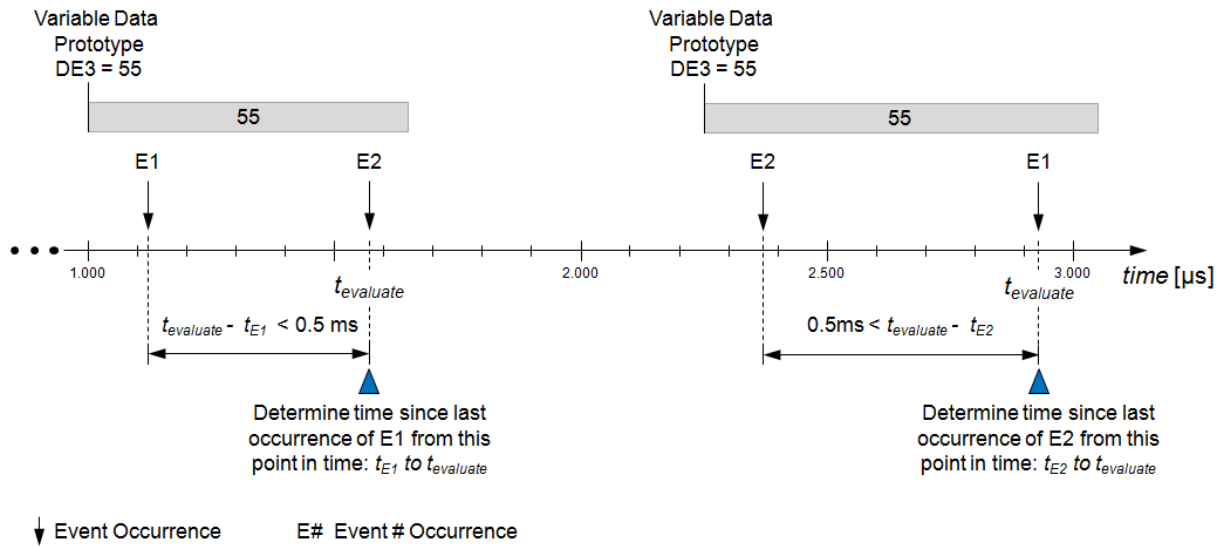 Variable Data
Prototype
DE3 = 55
Variable Data
Prototype
DE3 = 55
55
55
E1
E2
E2
E1
1.000
2.000
2.500
3.000
time [µs]
tevaluate
tevaluate
tevaluate - tE1 < 0.5 ms
0.5ms < tevaluate - tE2
Determine time since last
occurrence of E1 from this
point in time: tE1 to tevaluate
Determine time since last
occurrence of E2 from this
point in time: tE2 to tevaluate
Event Occurrence
E# Event # Occurrence